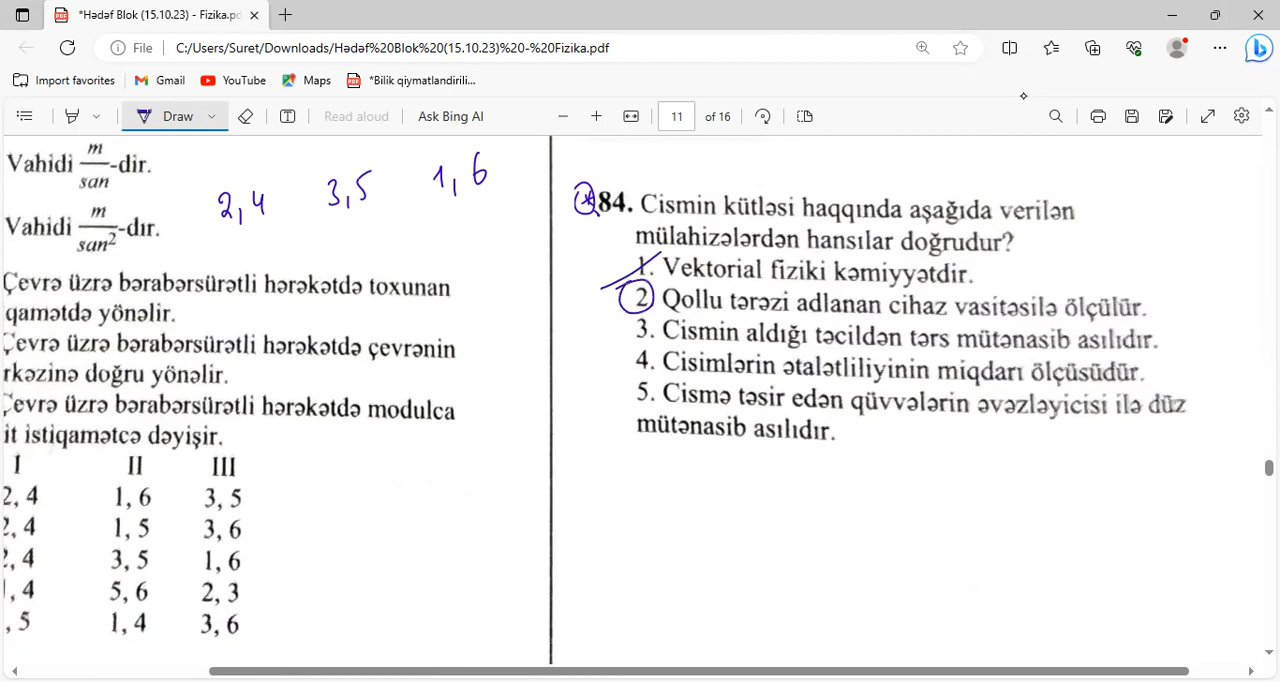 *Hədəf Blok (15.10.23) - Fizika.pd
File
C:/Users/Suret/Downloads/Hədəf%20Blok%20(15.10.23)%20-%20Fizika.pdf
Import favorites
Gmail
YouTube
Maps
*Bilik qiymətləndirili...
Draw
Read aloud
Ask Bing AI
11
of 16
Vahidi m/san-dir.
Vahidi m/san²-dır.
2, 4
3, 5
1, 6
Çevrə üzrə bərabərsürətli hərəkətdə toxunan
qamətdə yönəlir.
Çevrə üzrə bərabərsürətli hərəkətdə çevrənin
rkəzinə doğru yönəlir.
Çevrə üzrə bərabərsürətli hərəkətdə modulca
it istiqamətcə dəyişir.
I II III
2, 4 1, 6 3, 5
2, 4 1, 5 3, 6
2, 4 3, 5 1, 6
, 4 5, 6 2, 3
, 5 1, 4 3, 6
*84. Cismin kütləsi haqqında aşağıda verilən
mülahizələrdən hansılar doğrudur?
1. Vektorial fiziki kəmiyyətdir.
2 Qollu tərəzi adlanan cihaz vasitəsilə ölçülür.
3. Cismin aldığı təcildən tərs mütənasib asılıdır.
4. Cisimlərin ətalətliliyinin miqdarı ölçüsüdür.
5. Cismə təsir edən qüvvələrin əvəzləyicisi ilə düz
mütənasib asılıdır.